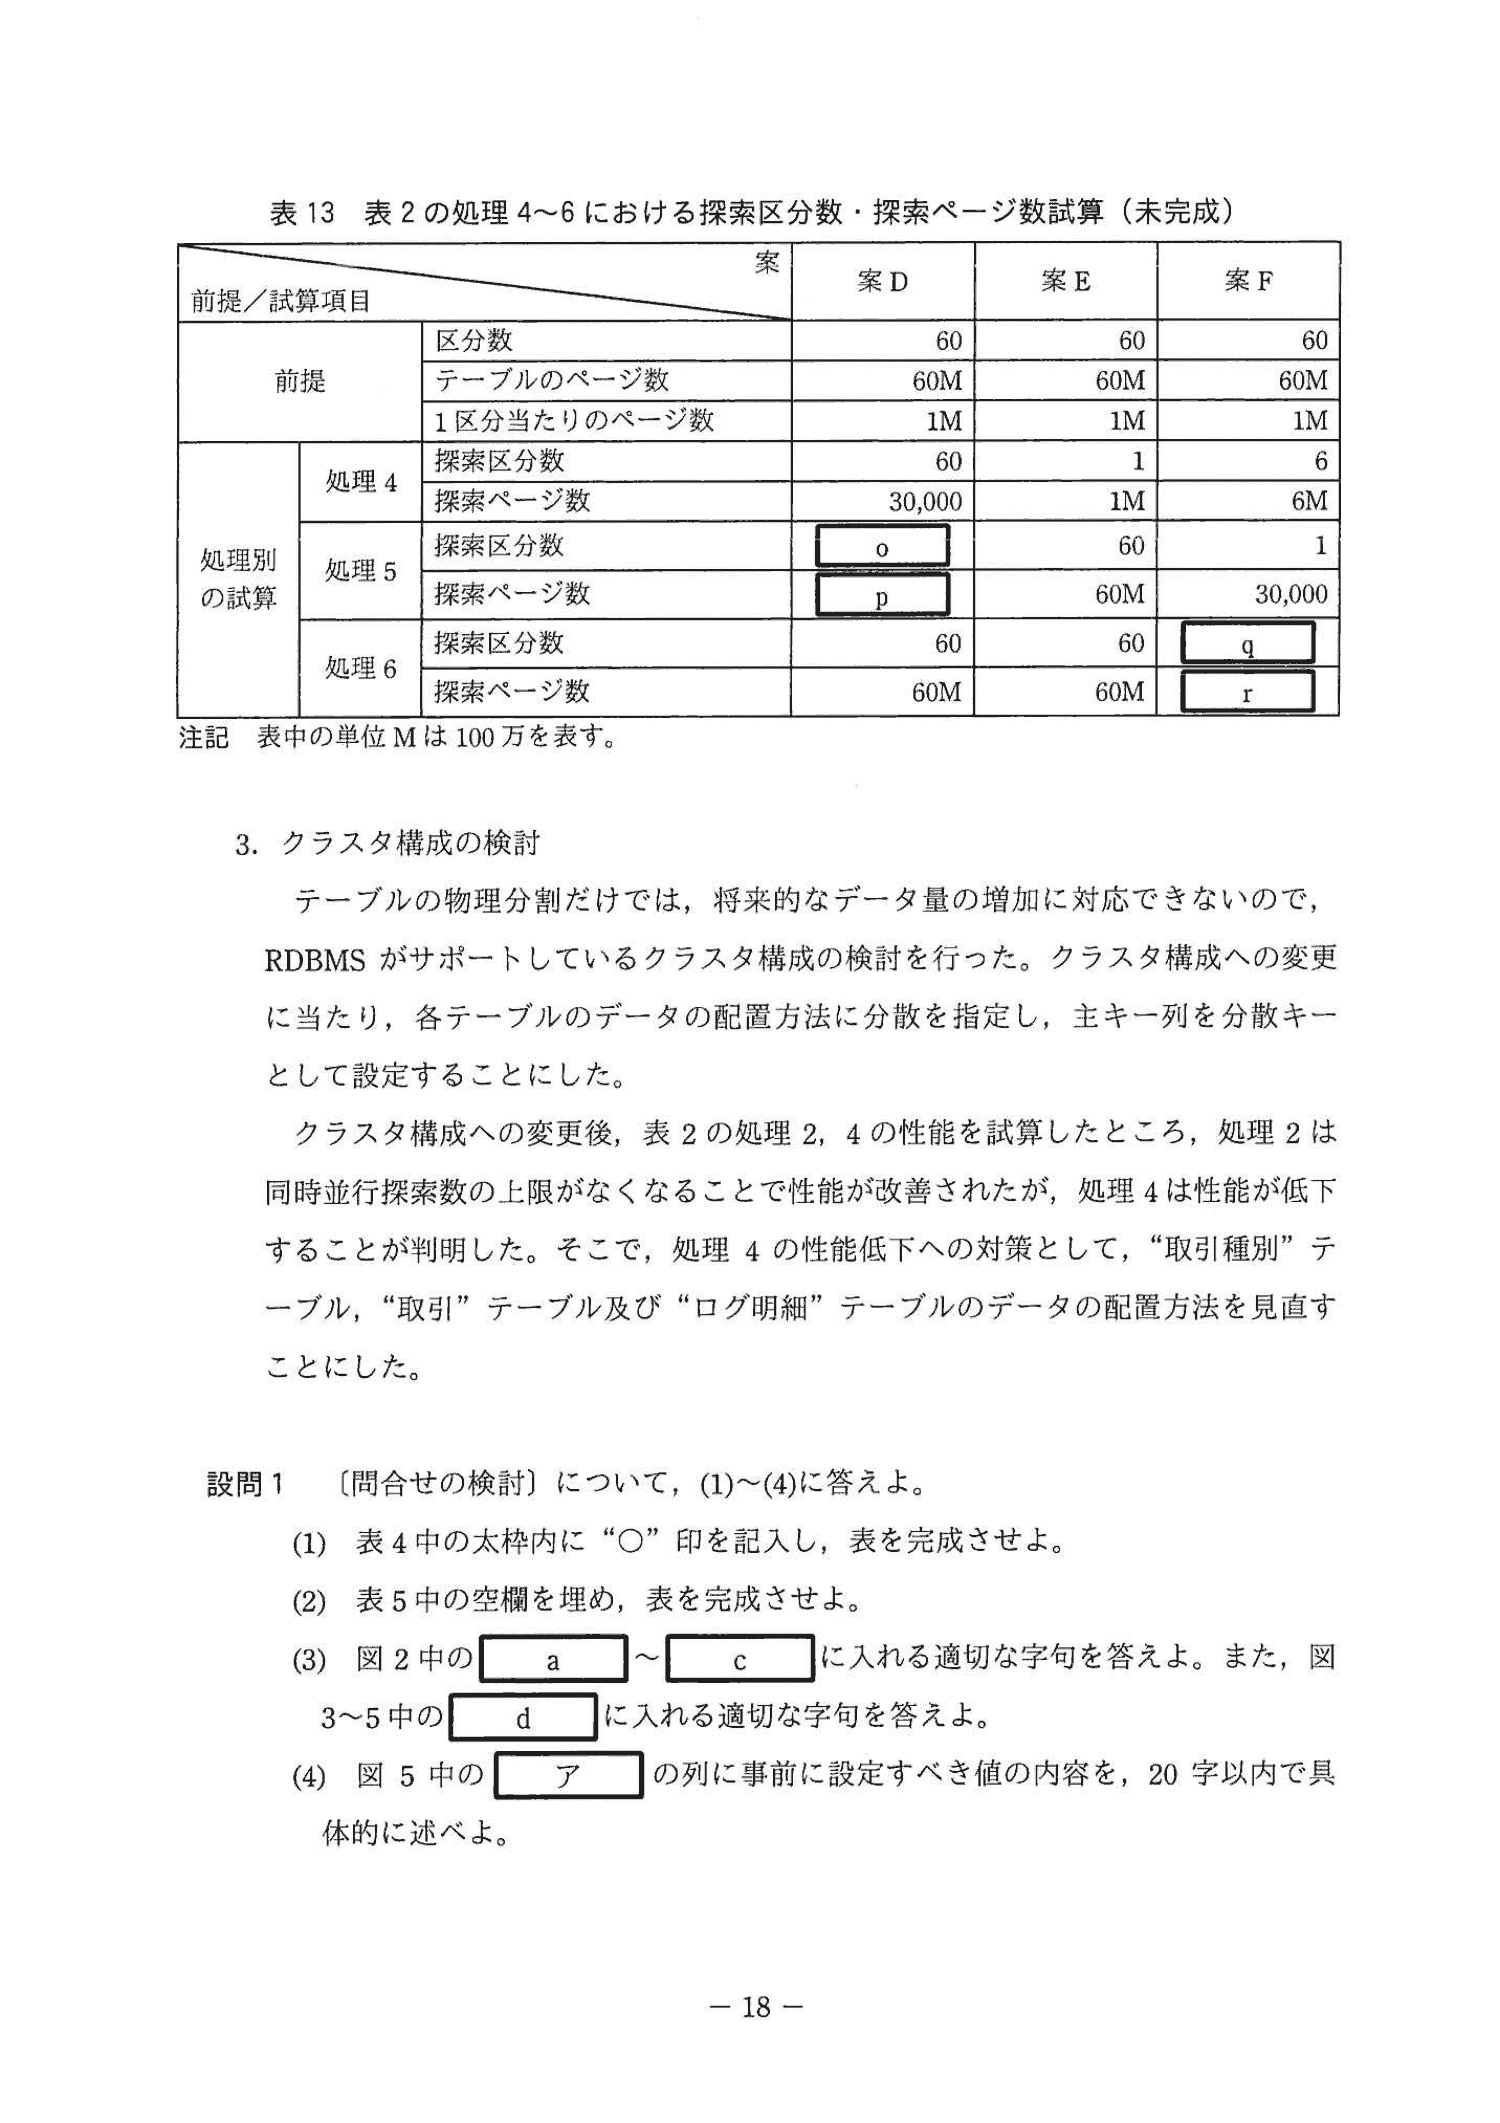 表 13　表 2 の処理 4～6 における探索区分数・探索ページ数試算（未完成）
案
前提／試算項目
案 D
案 E
案 F
前提
区分数 60 60 60
テーブルのページ数 60M 60M 60M
1 区分当たりのページ数 1M 1M 1M
処理別の試算
処理 4
探索区分数 60 1 6
探索ページ数 30,000 1M 6M
処理 5
探索区分数 o 60 1
探索ページ数 p 60M 30,000
処理 6
探索区分数 60 60 q
探索ページ数 60M 60M r
注記　表中の単位 M は 100 万を表す。
3．クラスタ構成の検討
テーブルの物理分割だけでは，将来的なデータ量の増加に対応できないので，
RDBMS がサポートしているクラスタ構成の検討を行った。クラスタ構成への変更
に当たり，各テーブルのデータの配置方法に分散を指定し，主キー列を分散キー
として設定することにした。
クラスタ構成への変更後，表 2 の処理 2，4 の性能を試算したところ，処理 2 は
同時並行探索数の上限がなくなることで性能が改善されたが，処理 4 は性能が低下
することが判明した。そこで，処理 4 の性能低下への対策として，“取引種別” テ
ーブル，“取引” テーブル及び “ログ明細” テーブルのデータの配置方法を見直す
ことにした。
設問 1　〔問合せの検討〕について，(1)～(4)に答えよ。
(1)　表 4 中の太枠内に “○” 印を記入し，表を完成させよ。
(2)　表 5 中の空欄を埋め，表を完成させよ。
(3)　図 2 中の a ～ c に入れる適切な字句を答えよ。また，図
3～5 中の d に入れる適切な字句を答えよ。
(4)　図 5 中の ア の列に事前に設定すべき値の内容を，20 字以内で具
体的に述べよ。
－ 18 －